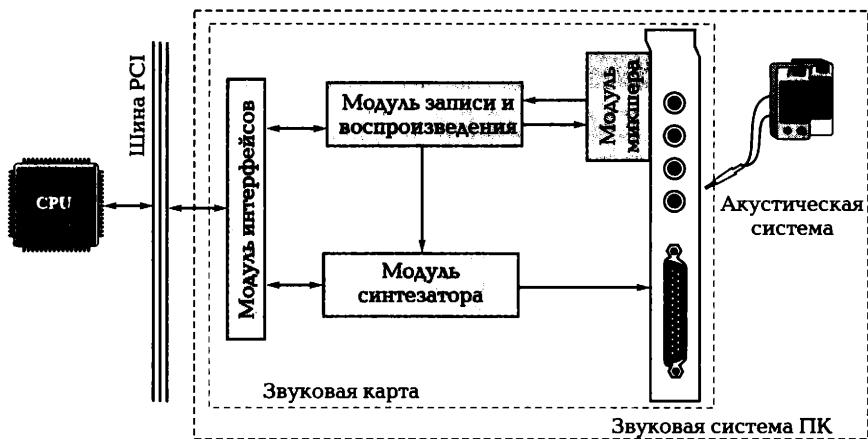 Шина PCI
CPU
Модуль интерфейсов
Модуль записи и
воспроизведения
Модуль
микшера
Модуль
синтезатора
Акустическая
система
Звуковая карта
Звуковая система ПК